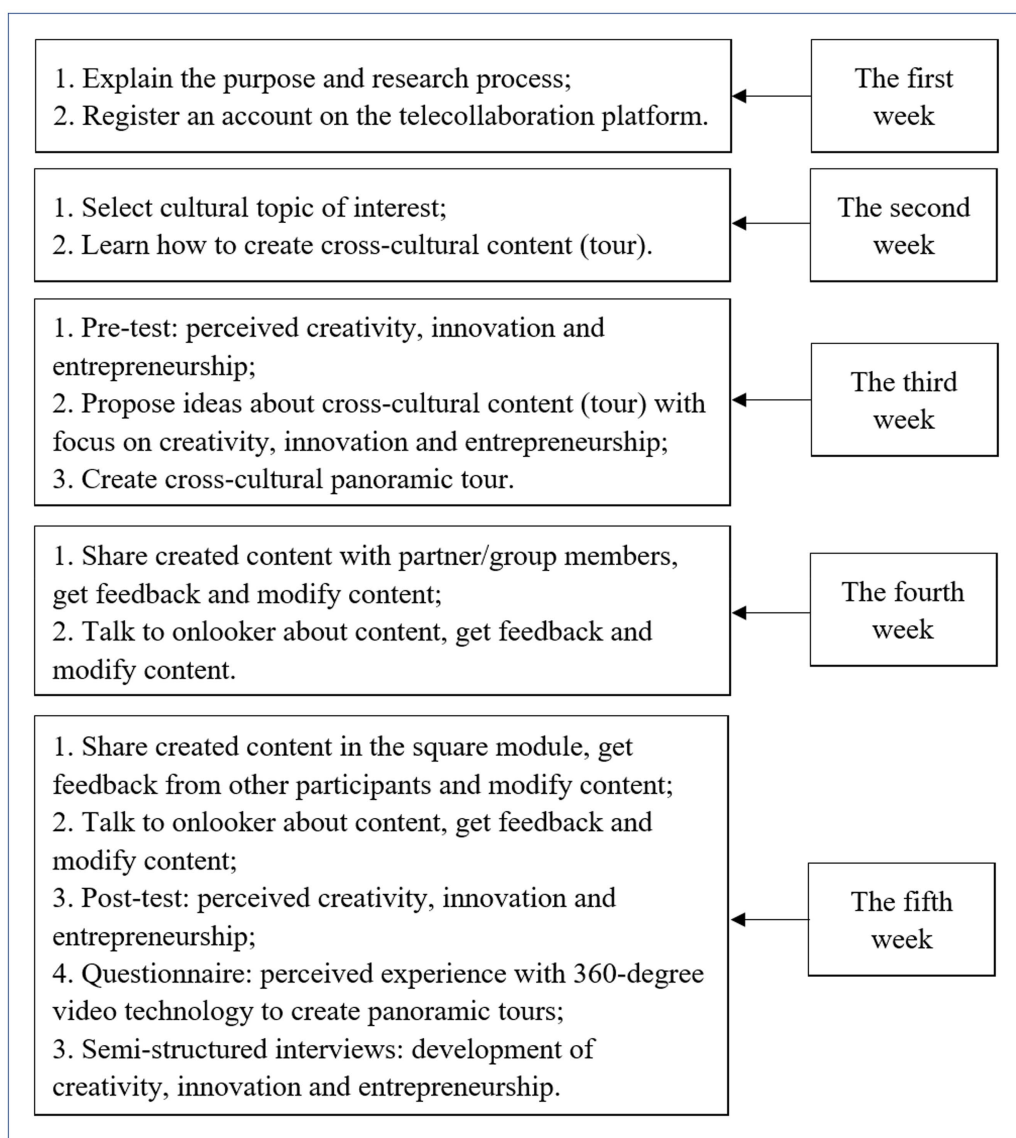 1. Explain the purpose and research process;
2. Register an account on the telecollaboration platform.
The first
week
1. Select cultural topic of interest;
2. Learn how to create cross-cultural content (tour).
The second
week
1. Pre-test: perceived creativity, innovation and
entrepreneurship;
2. Propose ideas about cross-cultural content (tour) with
focus on creativity, innovation and entrepreneurship;
3. Create cross-cultural panoramic tour.
The third
week
1. Share created content with partner/group members,
get feedback and modify content;
2. Talk to onlooker about content, get feedback and
modify content.
The fourth
week
1. Share created content in the square module, get
feedback from other participants and modify content;
2. Talk to onlooker about content, get feedback and
modify content;
3. Post-test: perceived creativity, innovation and
entrepreneurship;
4. Questionnaire: perceived experience with 360-degree
video technology to create panoramic tours;
3. Semi-structured interviews: development of
creativity, innovation and entrepreneurship.
The fifth
week